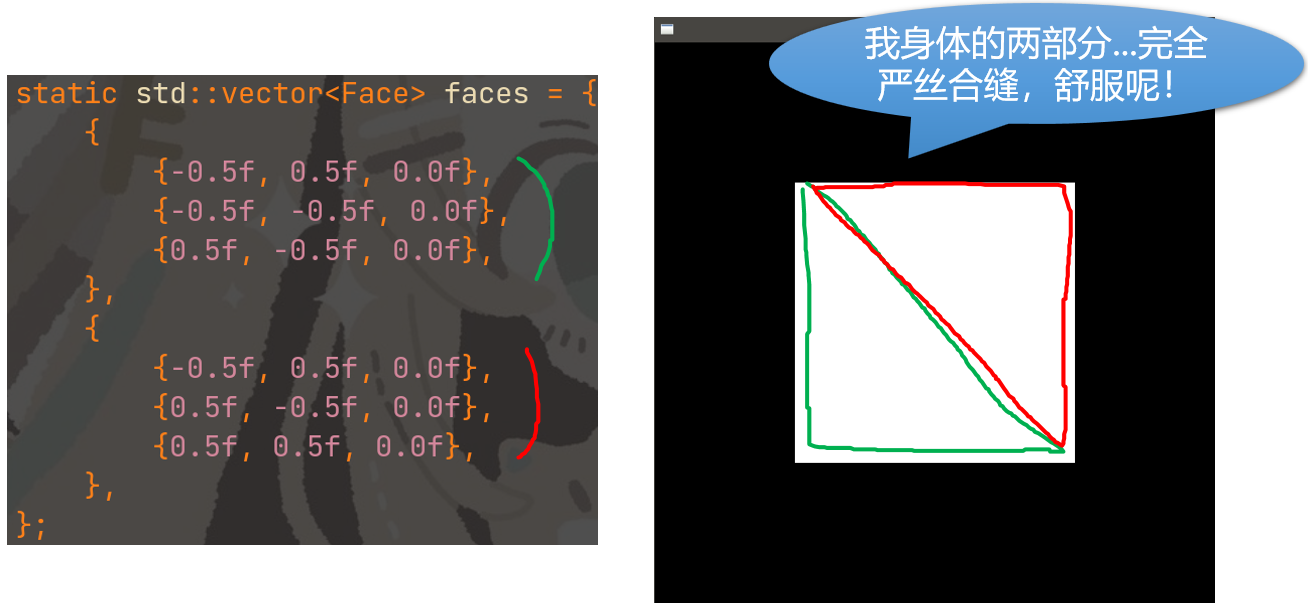 static std::vector<Face> faces = {
{
{-0.5f, 0.5f, 0.0f},
{-0.5f, -0.5f, 0.0f},
{0.5f, -0.5f, 0.0f},
},
{
{-0.5f, 0.5f, 0.0f},
{0.5f, -0.5f, 0.0f},
{0.5f, 0.5f, 0.0f},
},
};
我身体的两部分...完全
严丝合缝，舒服呢！